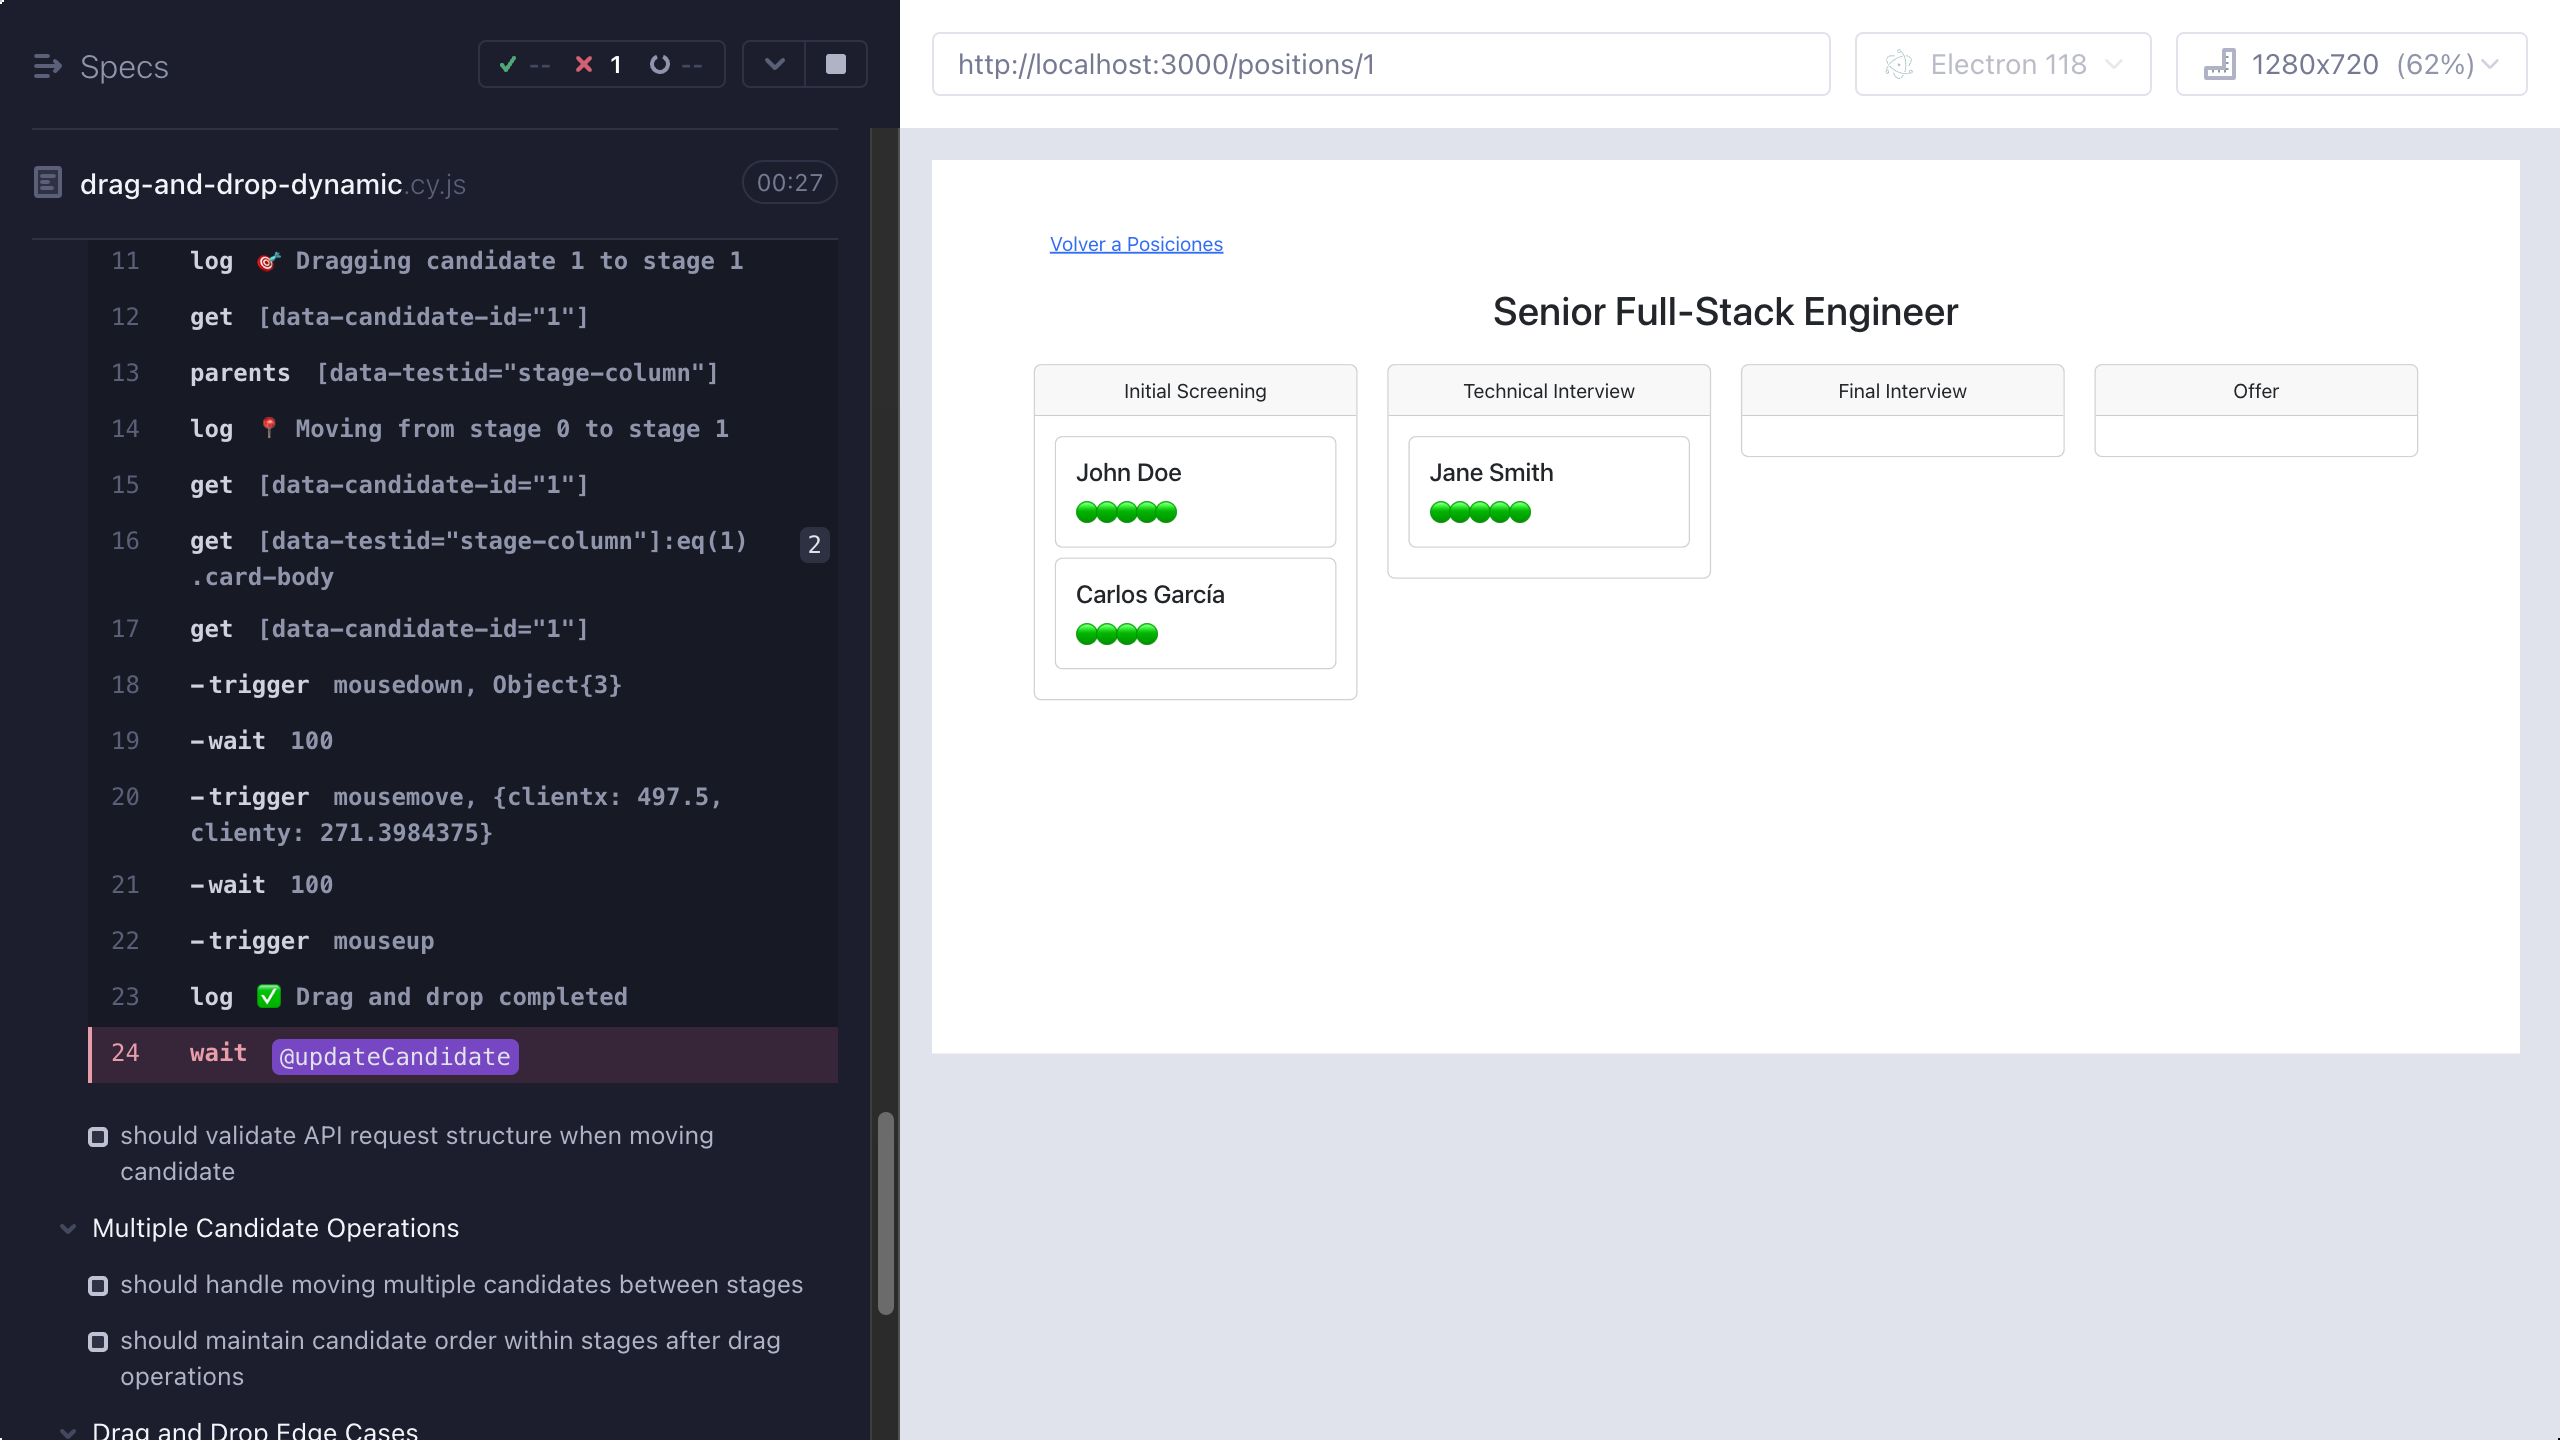 Specs
-- 1 --
drag-and-drop-dynamic.cy.js 00:27
11 log 🎯 Dragging candidate 1 to stage 1
12 get [data-candidate-id="1"]
13 parents [data-testid="stage-column"]
14 log 📍 Moving from stage 0 to stage 1
15 get [data-candidate-id="1"]
16 get [data-testid="stage-column"]:eq(1) 2
.card-body
17 get [data-candidate-id="1"]
18 -trigger mousedown, Object{3}
19 -wait 100
20 -trigger mousemove, {clientx: 497.5,
clienty: 271.3984375}
21 -wait 100
22 -trigger mouseup
23 log ✅ Drag and drop completed
24 wait @updateCandidate
should validate API request structure when moving
candidate
Multiple Candidate Operations
should handle moving multiple candidates between stages
should maintain candidate order within stages after drag
operations
Drag and Drop Edge Cases
http://localhost:3000/positions/1
Electron 118
1280x720 (62%)
Volver a Posiciones
Senior Full-Stack Engineer
Initial Screening
John Doe
Carlos García
Technical Interview
Jane Smith
Final Interview
Offer